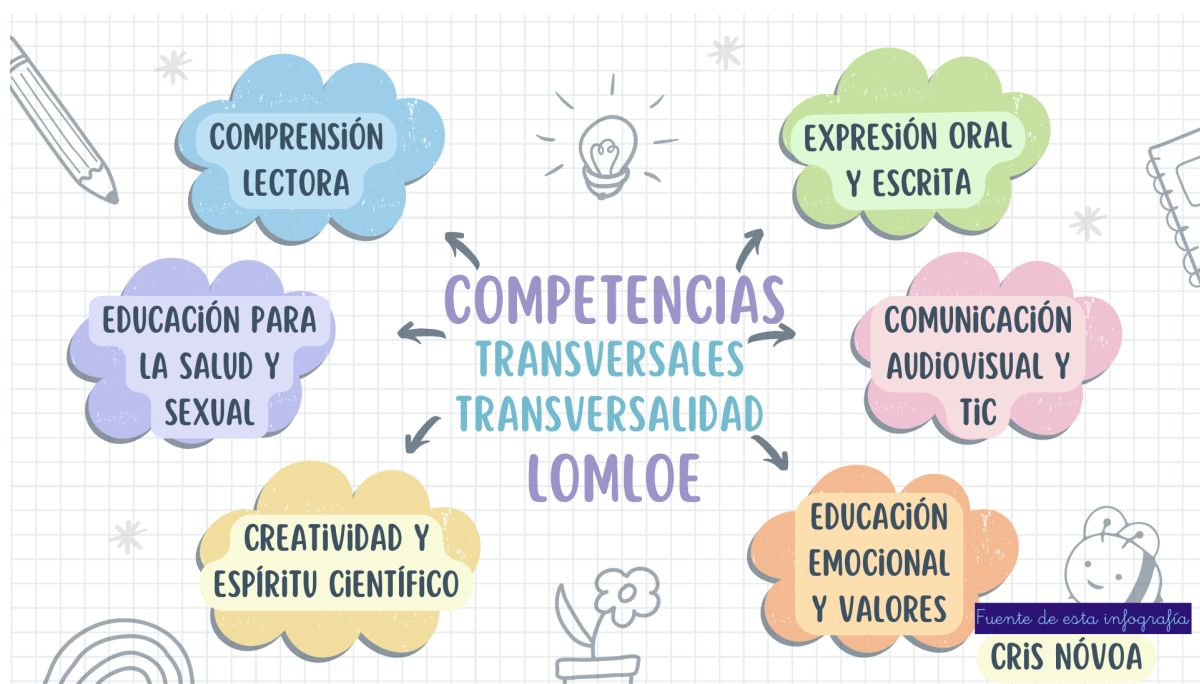 COMPRENSIÓN
LECTORA
EXPRESIÓN ORAL
Y ESCRITA
COMPETENCIAS
TRANSVERSALES
TRANSVERSALIDAD
LOMLOE
EDUCACIÓN PARA
LA SALUD Y
SEXUAL
COMUNICACIÓN
AUDIOVISUAL Y
TIC
CREATIVIDAD Y
ESPÍRITU CIENTÍFICO
EDUCACIÓN
EMOCIONAL
Y VALORES
Fuente de esta infografía
CRIS NÓVOA